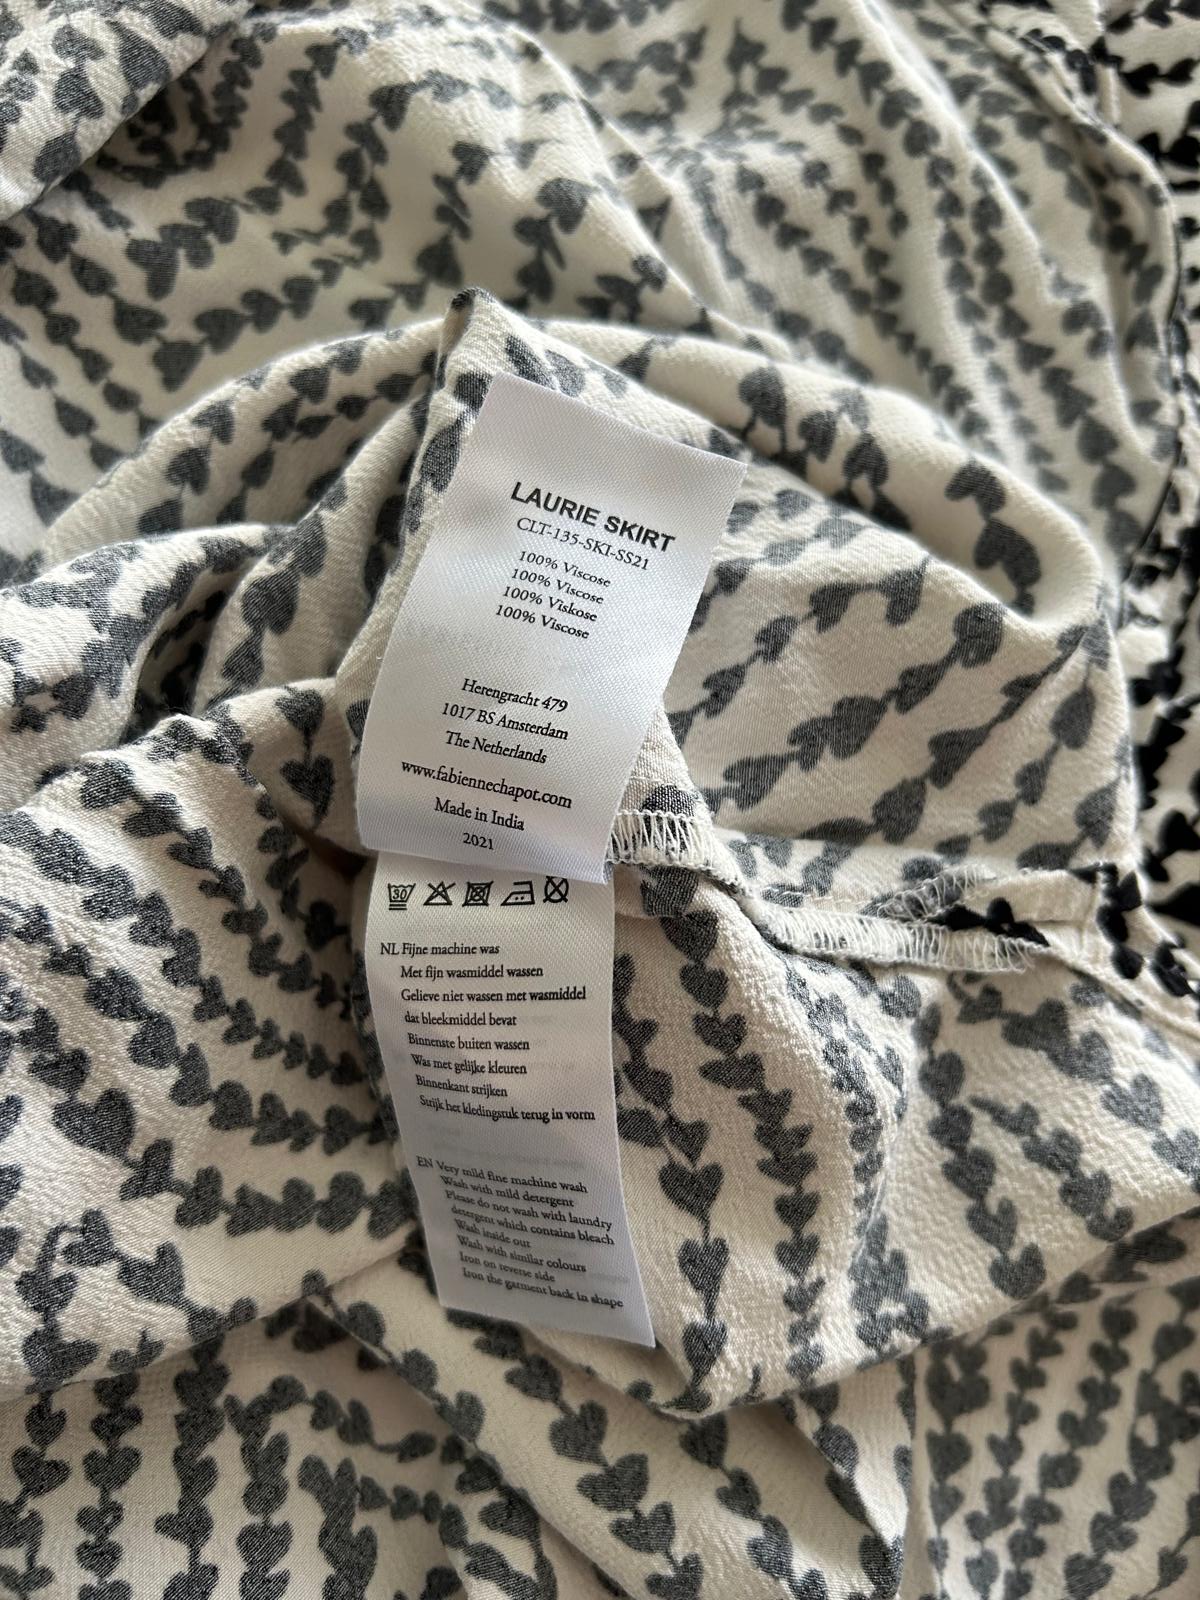 LAURIE SKIRT
CLT-135-SKI-SS21
100% Viscose
100% Viscose
100% Viskose
100% Viscose
Herengracht 479
1017 BS Amsterdam
The Netherlands
www.fabiennechapot.com
Made in India
2021
30
NL Fijne machine was
Met fijn wasmiddel wassen
Gelieve niet wassen met wasmiddel
dat bleekmiddel bevat
Binnenste buiten wassen
Was met gelijke kleuren
Binnenkant strijken
Strijk het kledingstuk terug in vorm
EN Very mild fine machine wash
Wash with mild detergent
Please do not wash with laundry
detergent which contains bleach
Wash inside out
Wash with similar colours
Iron on reverse side
Iron the garment back in shape